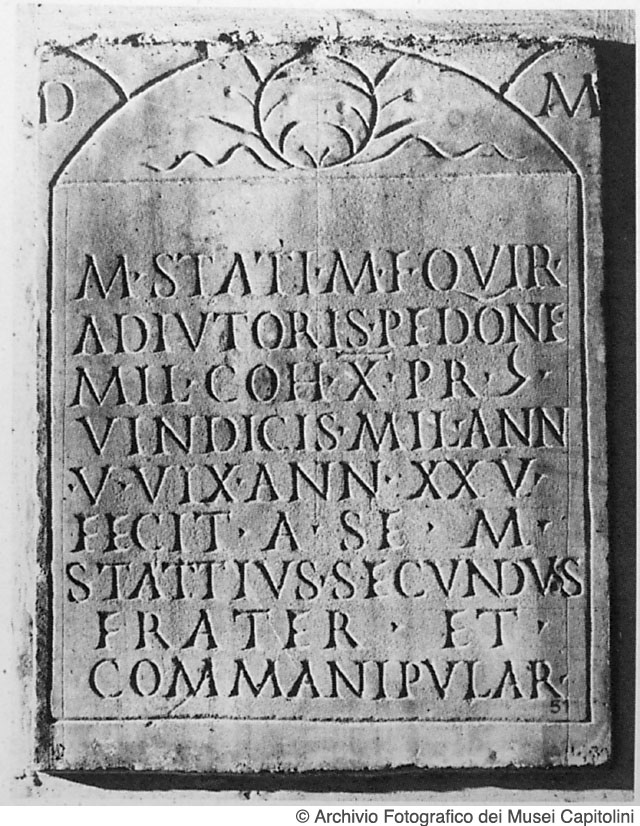 D M
M · STATI · M · F · QVIR ·
ADIVTORIS · PEDONE
MIL · COH · X · PR · 7 ·
VINDICIS · MIL · ANN
· V · VIX · ANN · XXV ·
FECIT · A · SE · M ·
STATTIVS · SECVNDVS
FRATER · ET ·
COMMANIPVLAR ·
51
© Archivio Fotografico dei Musei Capitolini